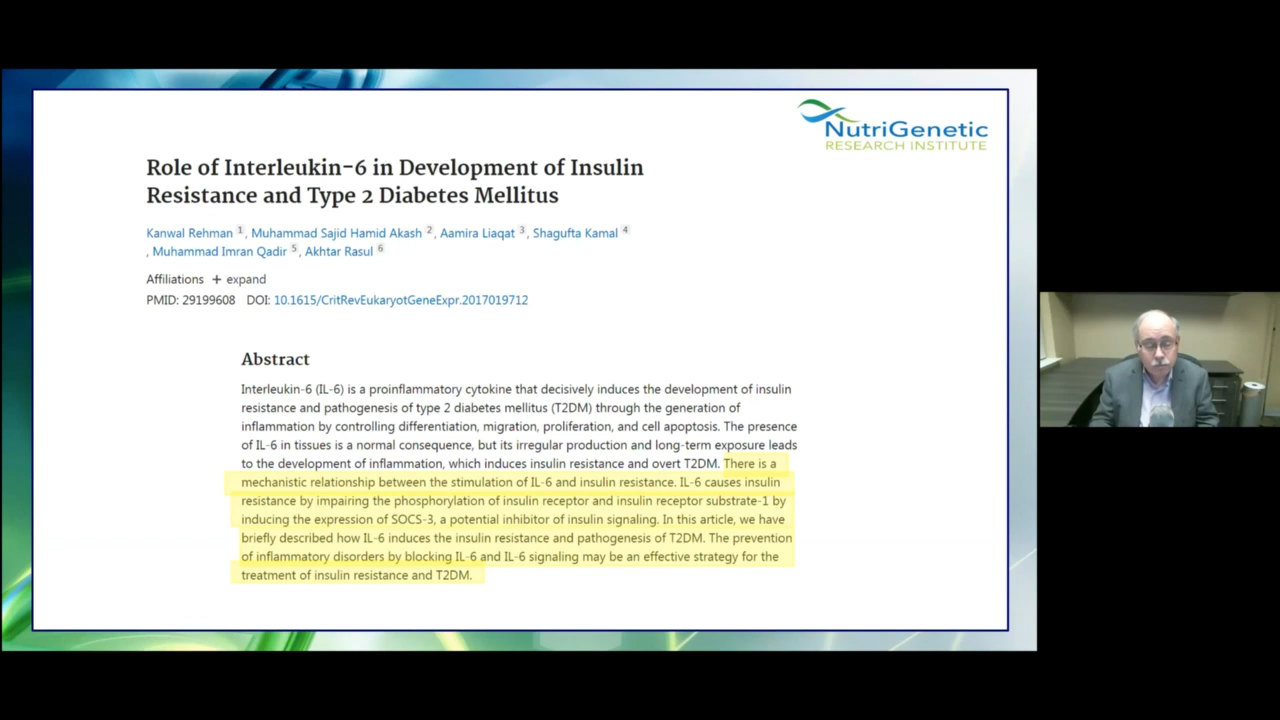 NutriGenetic
RESEARCH INSTITUTE
Role of Interleukin-6 in Development of Insulin
Resistance and Type 2 Diabetes Mellitus
Kanwal Rehman 1, Muhammad Sajid Hamid Akash 2, Aamira Liaqat 3, Shagufta Kamal 4
, Muhammad Imran Qadir 5, Akhtar Rasul 6
Affiliations + expand
PMID: 29199608 DOI: 10.1615/CritRevEukaryotGeneExpr.2017019712
Abstract
Interleukin-6 (IL-6) is a proinflammatory cytokine that decisively induces the development of insulin
resistance and pathogenesis of type 2 diabetes mellitus (T2DM) through the generation of
inflammation by controlling differentiation, migration, proliferation, and cell apoptosis. The presence
of IL-6 in tissues is a normal consequence, but its irregular production and long-term exposure leads
to the development of inflammation, which induces insulin resistance and overt T2DM. There is a
mechanistic relationship between the stimulation of IL-6 and insulin resistance. IL-6 causes insulin
resistance by impairing the phosphorylation of insulin receptor and insulin receptor substrate-1 by
inducing the expression of SOCS-3, a potential inhibitor of insulin signaling. In this article, we have
briefly described how IL-6 induces the insulin resistance and pathogenesis of T2DM. The prevention
of inflammatory disorders by blocking IL-6 and IL-6 signaling may be an effective strategy for the
treatment of insulin resistance and T2DM.